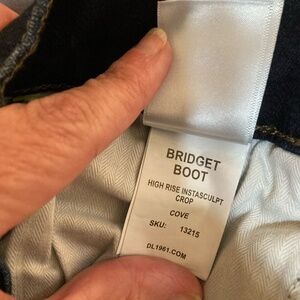 BRIDGET
BOOT
HIGH RISE INSTASCULPT
CROP
COVE
SKU: 13215
DL1961.COM